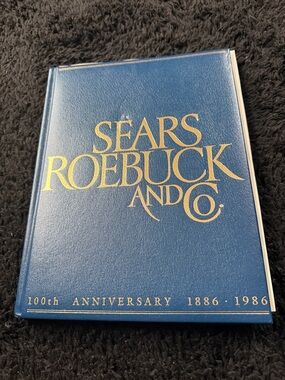 SEARS
ROEBUCK
AND CO.
100th ANNIVERSARY 1886 · 1986